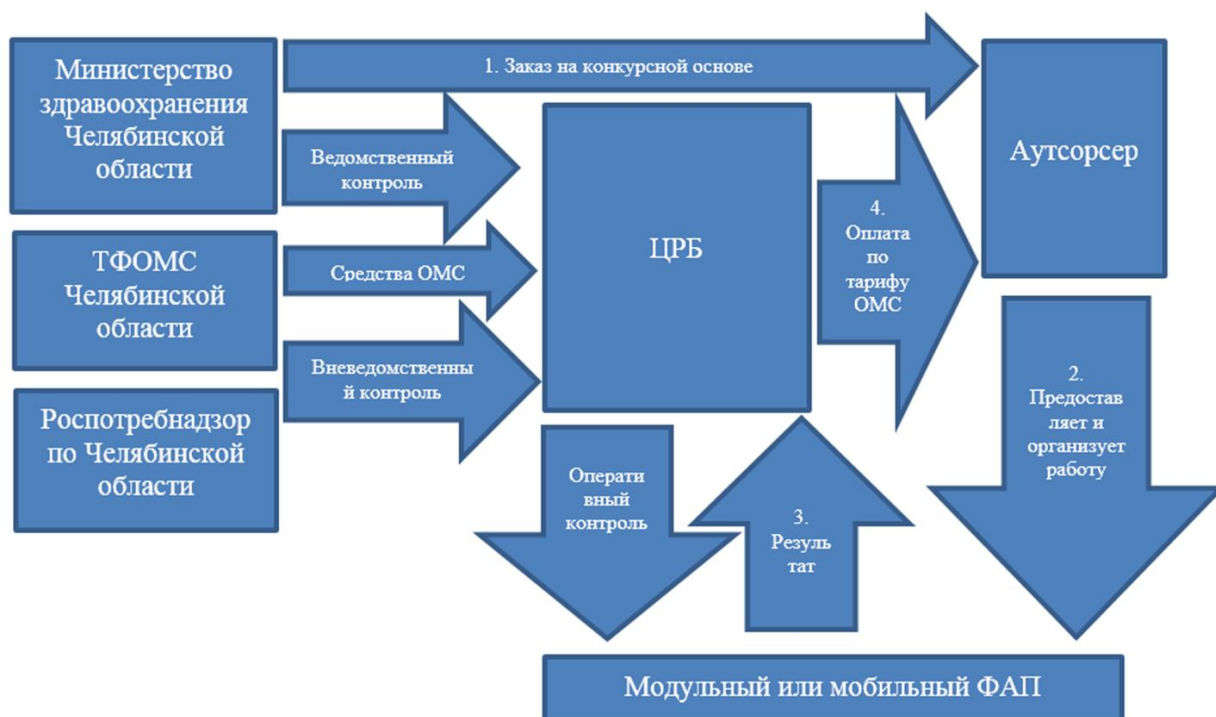 Министерство
здравоохранения
Челябинской
области
1. Заказ на конкурсной основе
Аутсорсер
Ведомственный
контроль
ЦРБ
4.
Оплата
по
тарифу
ОМС
ТФОМС
Челябинской
области
Средства ОМС
Вневедомственны
й контроль
Роспотребнадзор
по Челябинской
области
2.
Предостав
ляет и
организует
работу
Операти
вный
контроль
3.
Резуль
тат
Модульный или мобильный ФАП